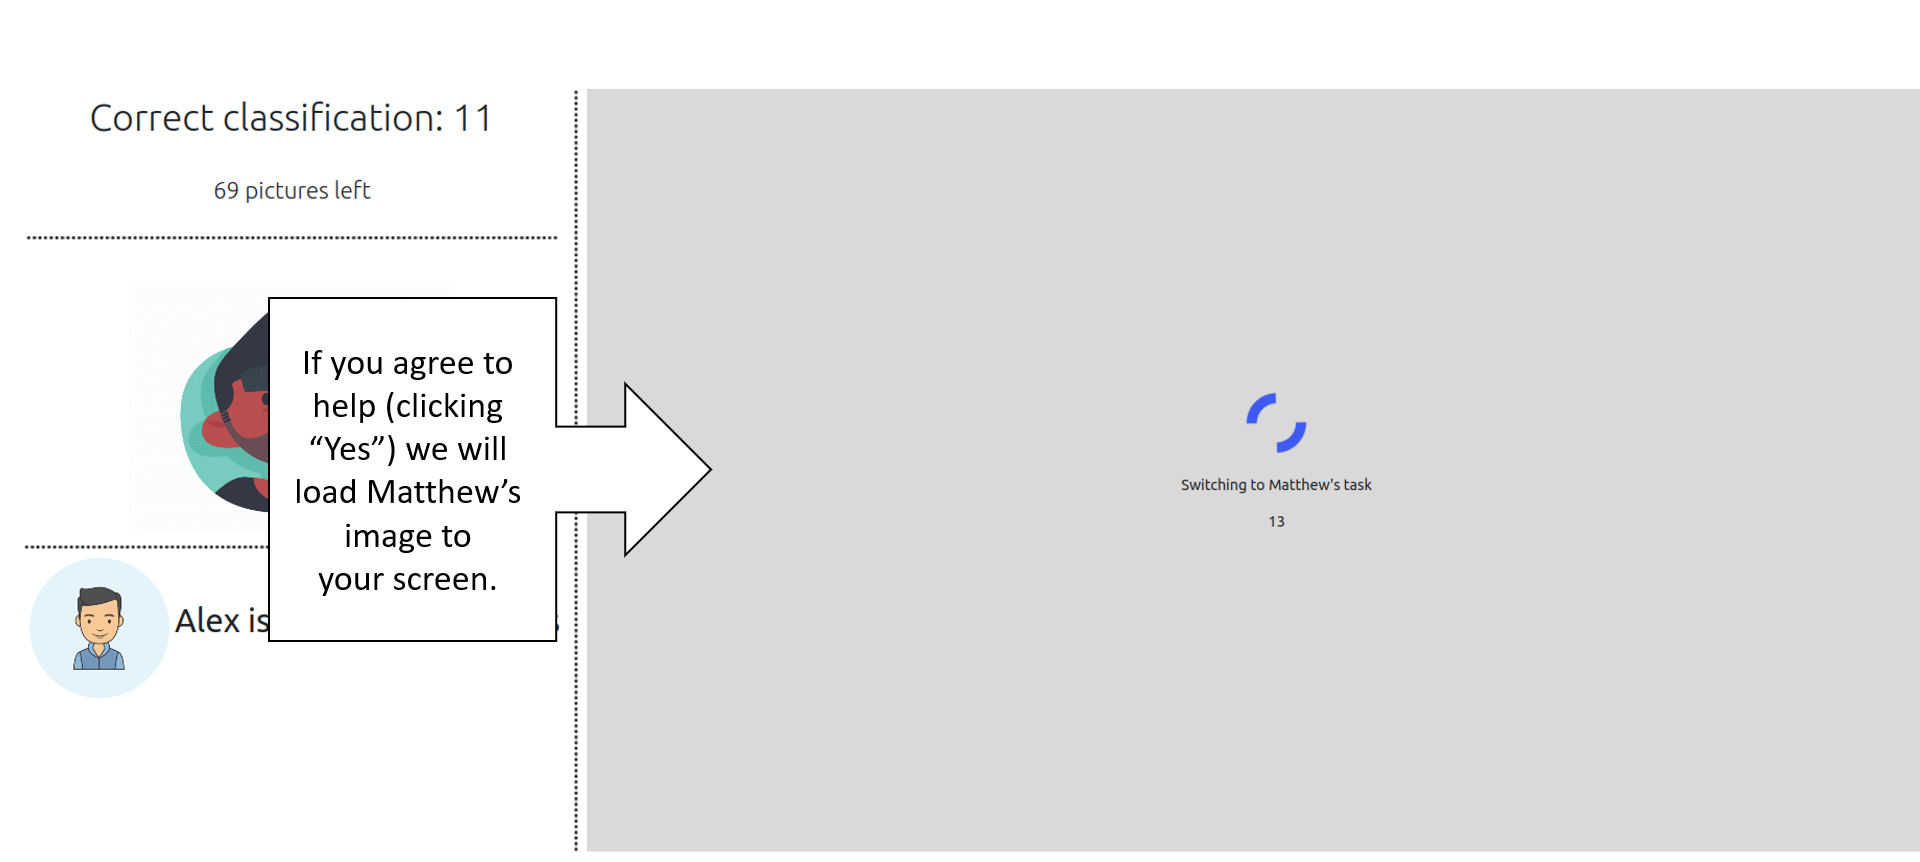 Correct classification: 11
69 pictures left
If you agree to
help (clicking
“Yes”) we will
load Matthew’s
image to
your screen.
Alex is
Switching to Matthew's task
13